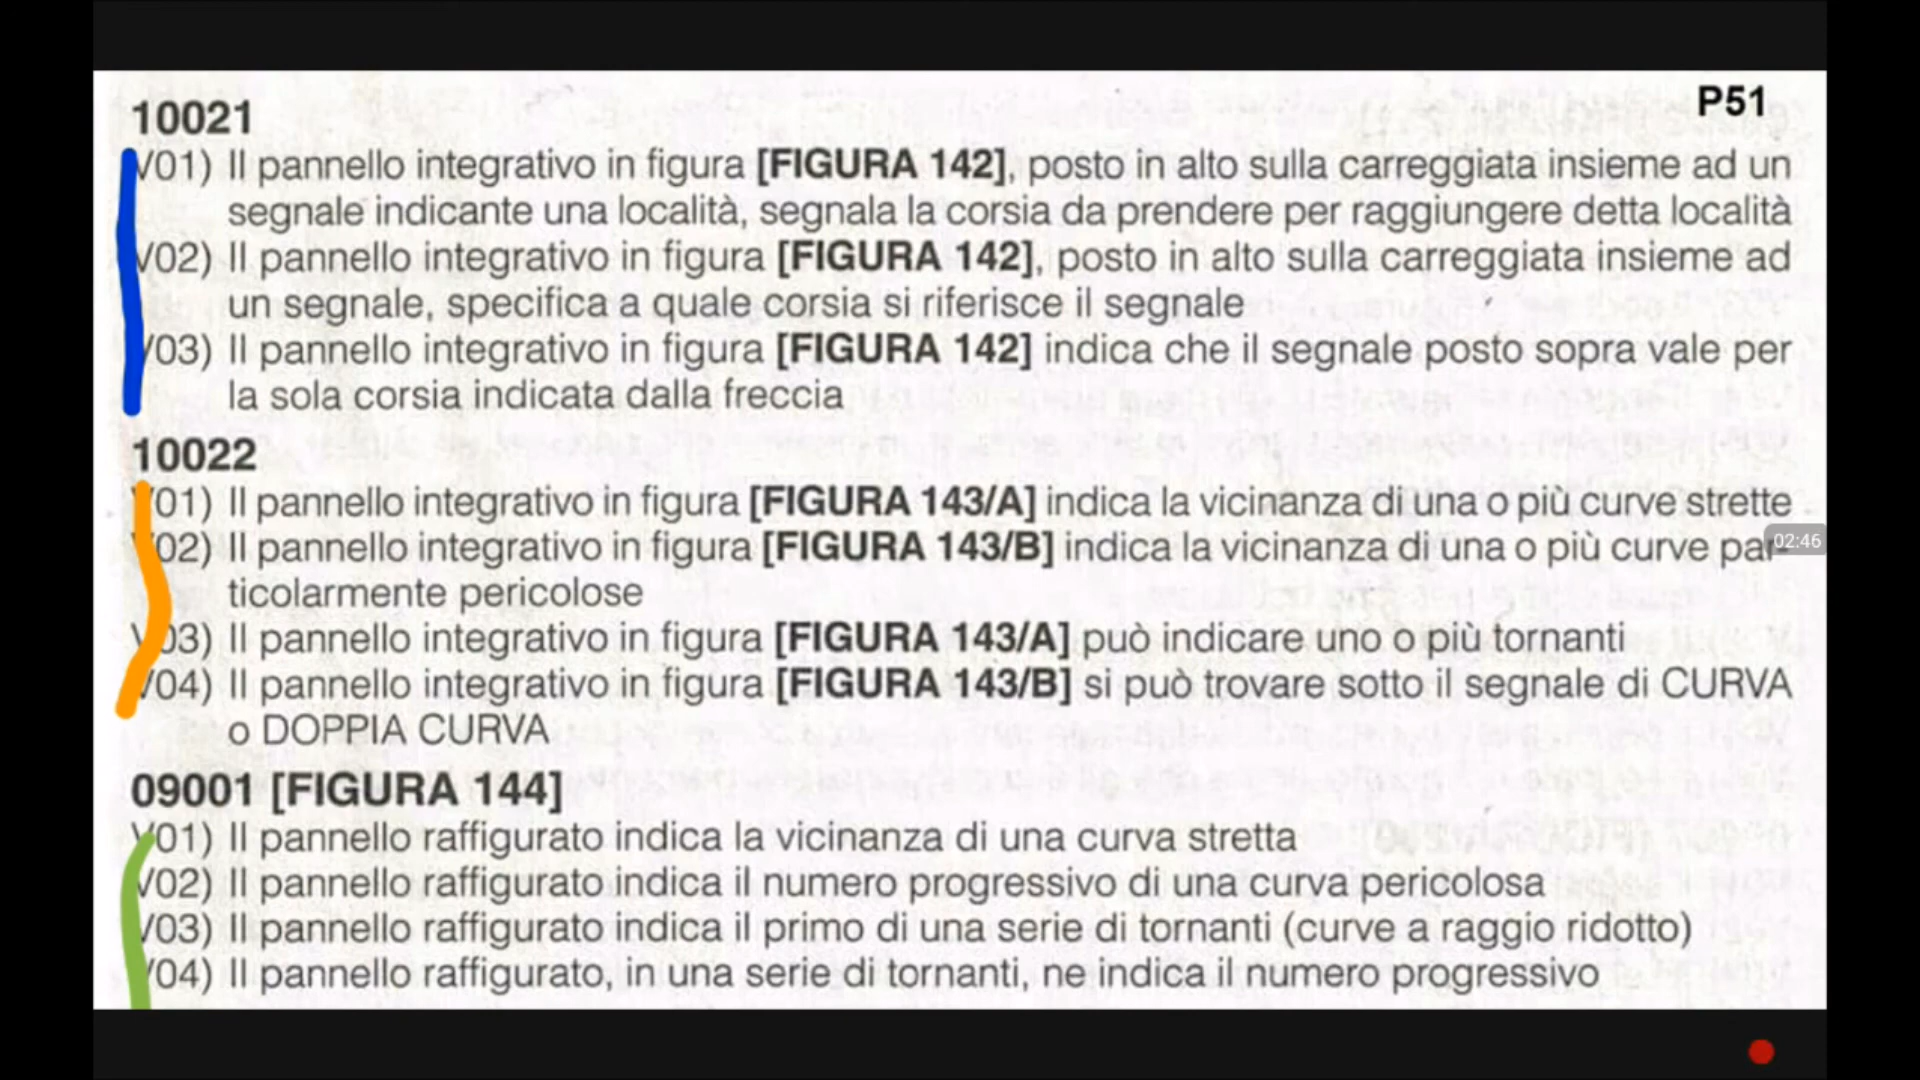 P51
10021
V01) Il pannello integrativo in figura [FIGURA 142], posto in alto sulla carreggiata insieme ad un
segnale indicante una località, segnala la corsia da prendere per raggiungere detta località
V02) Il pannello integrativo in figura [FIGURA 142], posto in alto sulla carreggiata insieme ad
un segnale, specifica a quale corsia si riferisce il segnale
V03) Il pannello integrativo in figura [FIGURA 142] indica che il segnale posto sopra vale per
la sola corsia indicata dalla freccia
10022
V01) Il pannello integrativo in figura [FIGURA 143/A] indica la vicinanza di una o più curve strette
V02) Il pannello integrativo in figura [FIGURA 143/B] indica la vicinanza di una o più curve par-
02:46
ticolarmente pericolose
V03) Il pannello integrativo in figura [FIGURA 143/A] può indicare uno o più tornanti
V04) Il pannello integrativo in figura [FIGURA 143/B] si può trovare sotto il segnale di CURVA
o DOPPIA CURVA
09001 [FIGURA 144]
V01) Il pannello raffigurato indica la vicinanza di una curva stretta
V02) Il pannello raffigurato indica il numero progressivo di una curva pericolosa
V03) Il pannello raffigurato indica il primo di una serie di tornanti (curve a raggio ridotto)
V04) Il pannello raffigurato, in una serie di tornanti, ne indica il numero progressivo